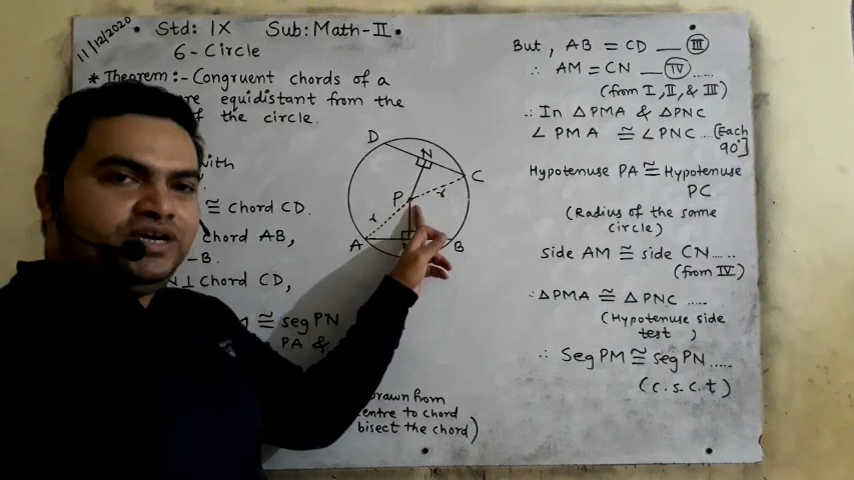 11/12/2020
Std: IX Sub: Math-II.
6- Circle
* Theorem :- Congruent chords of a
are equidistant from the
of the circle.
with
≅ chord CD.
chord AB,
-B.
⊥ chord CD,
≅ seg PN
PA &
drawn from
centre to chord
bisect the chord)
D
N
C
P
r
r
A
B
But, AB = CD __ III
∴ AM = CN __ IV .....
(from I, II, & III)
∴ In △PMA & △PNC
∠PMA ≅ ∠PNC ... [Each 90°]
Hypotenuse PA ≅ Hypotenuse
PC
(Radius of the same
circle)
side AM ≅ side CN .....
(from IV)
∴ △PMA ≅ △PNC .....
(Hypotenuse side
test )
∴ Seg PM ≅ seg PN .....
(c.s.c.t)